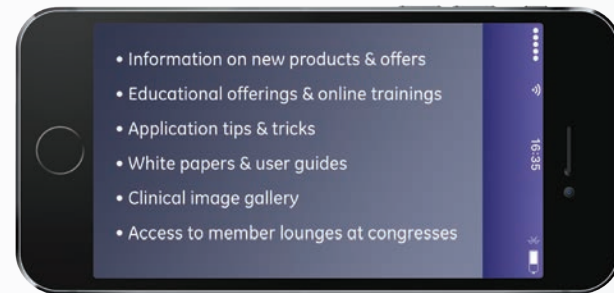 • Information on new products & offers
• Educational offerings & online trainings
• Application tips & tricks
• White papers & user guides
• Clinical image gallery
• Access to member lounges at congresses
16:35